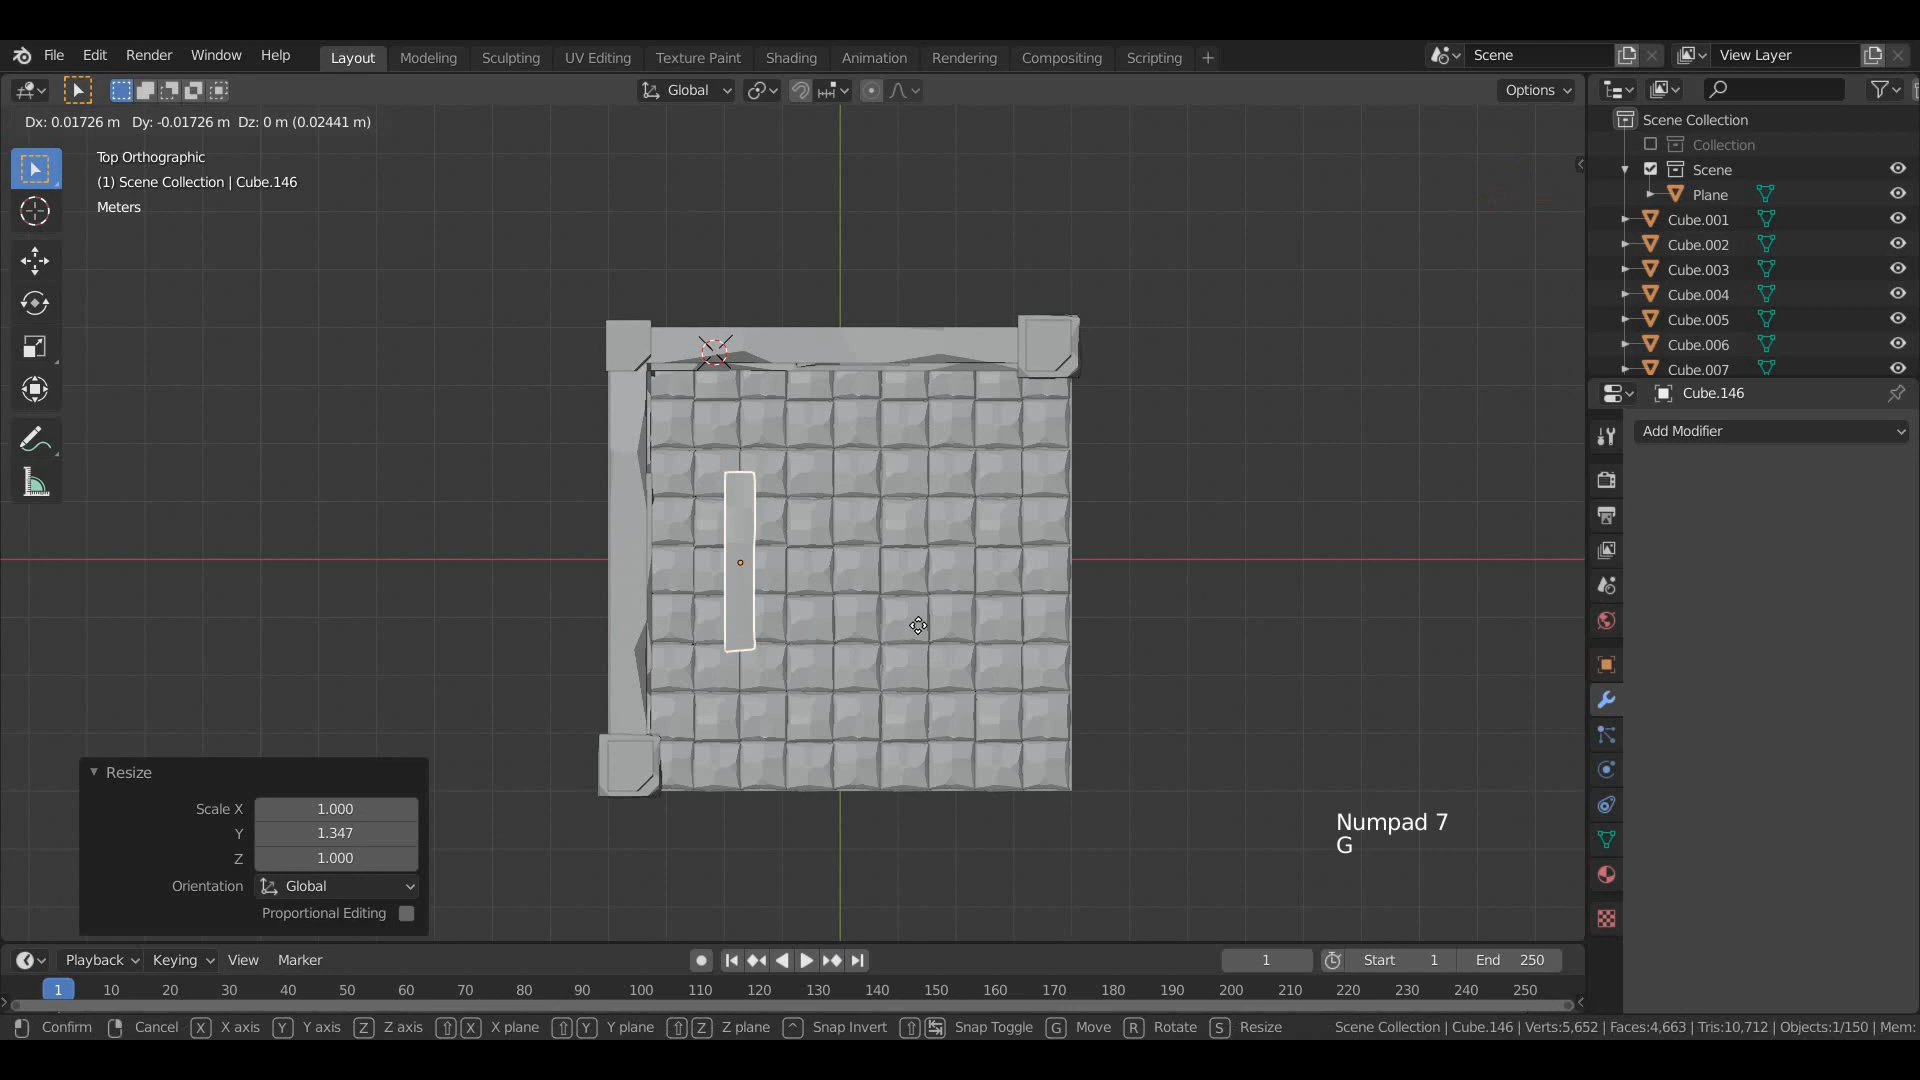 File Edit Render Window Help Layout Modeling Sculpting UV Editing Texture Paint Shading Animation Rendering Compositing Scripting + Scene View Layer
Global Options
Dx: 0.01726 m Dy: -0.01726 m Dz: 0 m (0.02441 m)
Top Orthographic
(1) Scene Collection | Cube.146
Meters
Scene Collection
Collection
Scene
Plane
Cube.001
Cube.002
Cube.003
Cube.004
Cube.005
Cube.006
Cube.007
Cube.146
Add Modifier
Resize
Scale X 1.000
Y 1.347
Z 1.000
Orientation Global
Proportional Editing
Numpad 7
G
Playback Keying View Marker 1 Start 1 End 250
1 10 20 30 40 50 60 70 80 90 100 110 120 130 140 150 160 170 180 190 200 210 220 230 240 250
Confirm Cancel X X axis Y Y axis Z Z axis X X plane Y Y plane Z Z plane ^ Snap Invert Snap Toggle G Move R Rotate S Resize Scene Collection | Cube.146 | Verts:5,652 | Faces:4,663 | Tris:10,712 | Objects:1/150 | Mem: